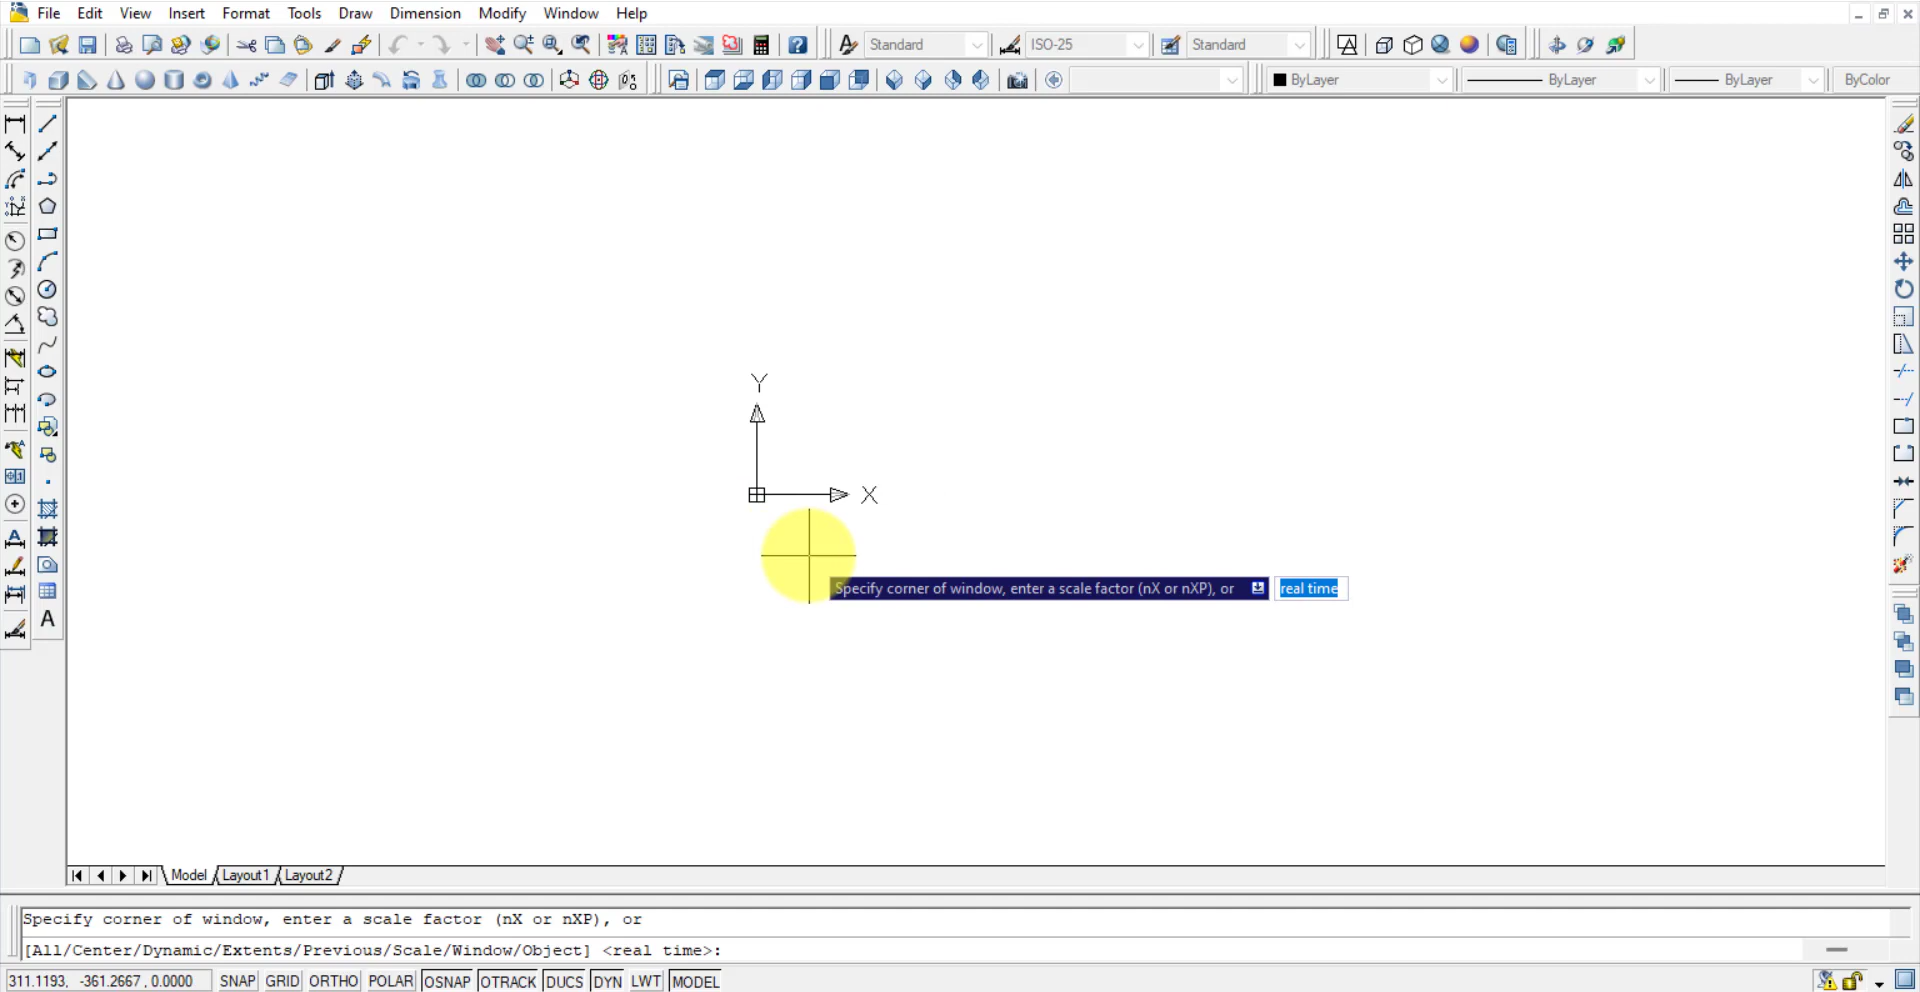 File Edit View Insert Format Tools Draw Dimension Modify Window Help
Standard ISO-25 Standard
ByLayer ByLayer ByLayer ByColor
Y
X
Specify corner of window, enter a scale factor (nX or nXP), or real time
A
Model Layout1 Layout2
Specify corner of window, enter a scale factor (nX or nXP), or
[All/Center/Dynamic/Extents/Previous/Scale/Window/Object] <real time>:
311.1193, -361.2667, 0.0000 SNAP GRID ORTHO POLAR OSNAP OTRACK DUCS DYN LWT MODEL